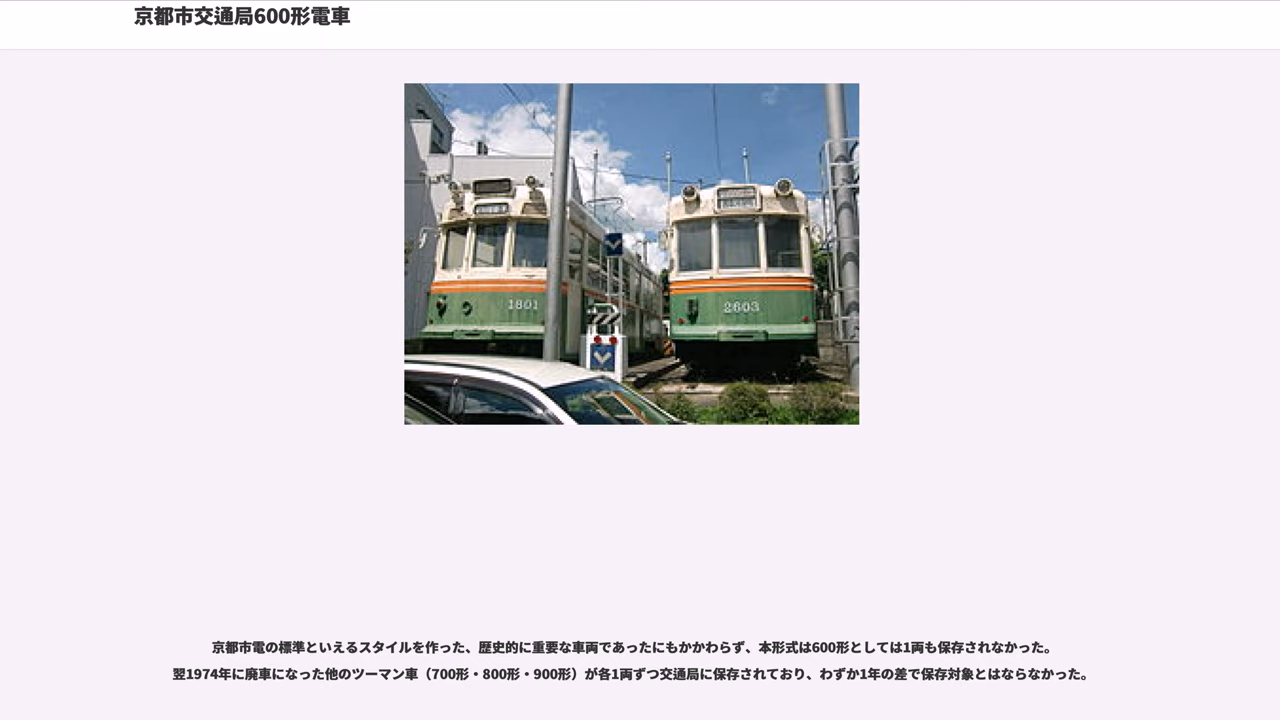 京都市交通局600形電車
1801
2603
京都市電の標準といえるスタイルを作った、歴史的に重要な車両であったにもかかわらず、本形式は600形としては1両も保存されなかった。
翌1974年に廃車になった他のツーマン車（700形・800形・900形）が各1両ずつ交通局に保存されており、わずか1年の差で保存対象とはならなかった。